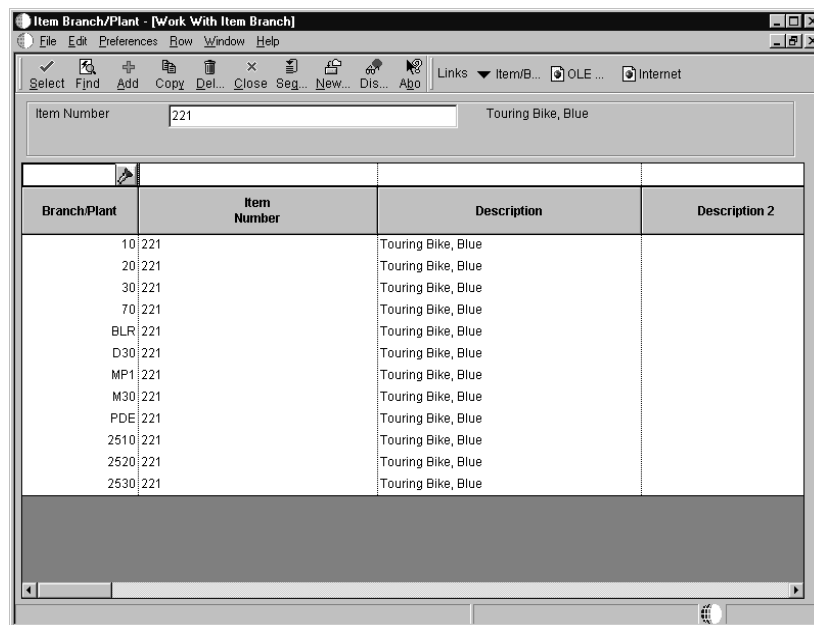 Item Branch/Plant - [Work With Item Branch]
File Edit Preferences Row Window Help
Select Find Add Copy Del... Close Seq... New... Dis... Abo Links Item/B... OLE ... Internet
Item Number 221 Touring Bike, Blue
Branch/Plant Item Number Description Description 2
10 221 Touring Bike, Blue
20 221 Touring Bike, Blue
30 221 Touring Bike, Blue
70 221 Touring Bike, Blue
BLR 221 Touring Bike, Blue
D30 221 Touring Bike, Blue
MP1 221 Touring Bike, Blue
M30 221 Touring Bike, Blue
PDE 221 Touring Bike, Blue
2510 221 Touring Bike, Blue
2520 221 Touring Bike, Blue
2530 221 Touring Bike, Blue